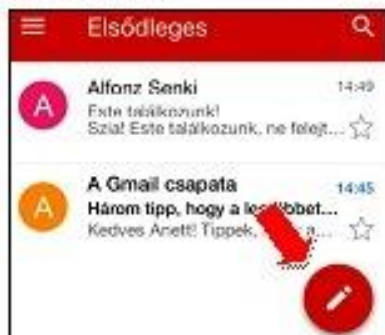 Elsődleges
A
Alfonz Senki 14:49
Este találkozunk!
Szia! Este találkozunk, ne felejt...
A
A Gmail csapata 14:45
Három tipp, hogy a
Kedves Anett! Tippek,